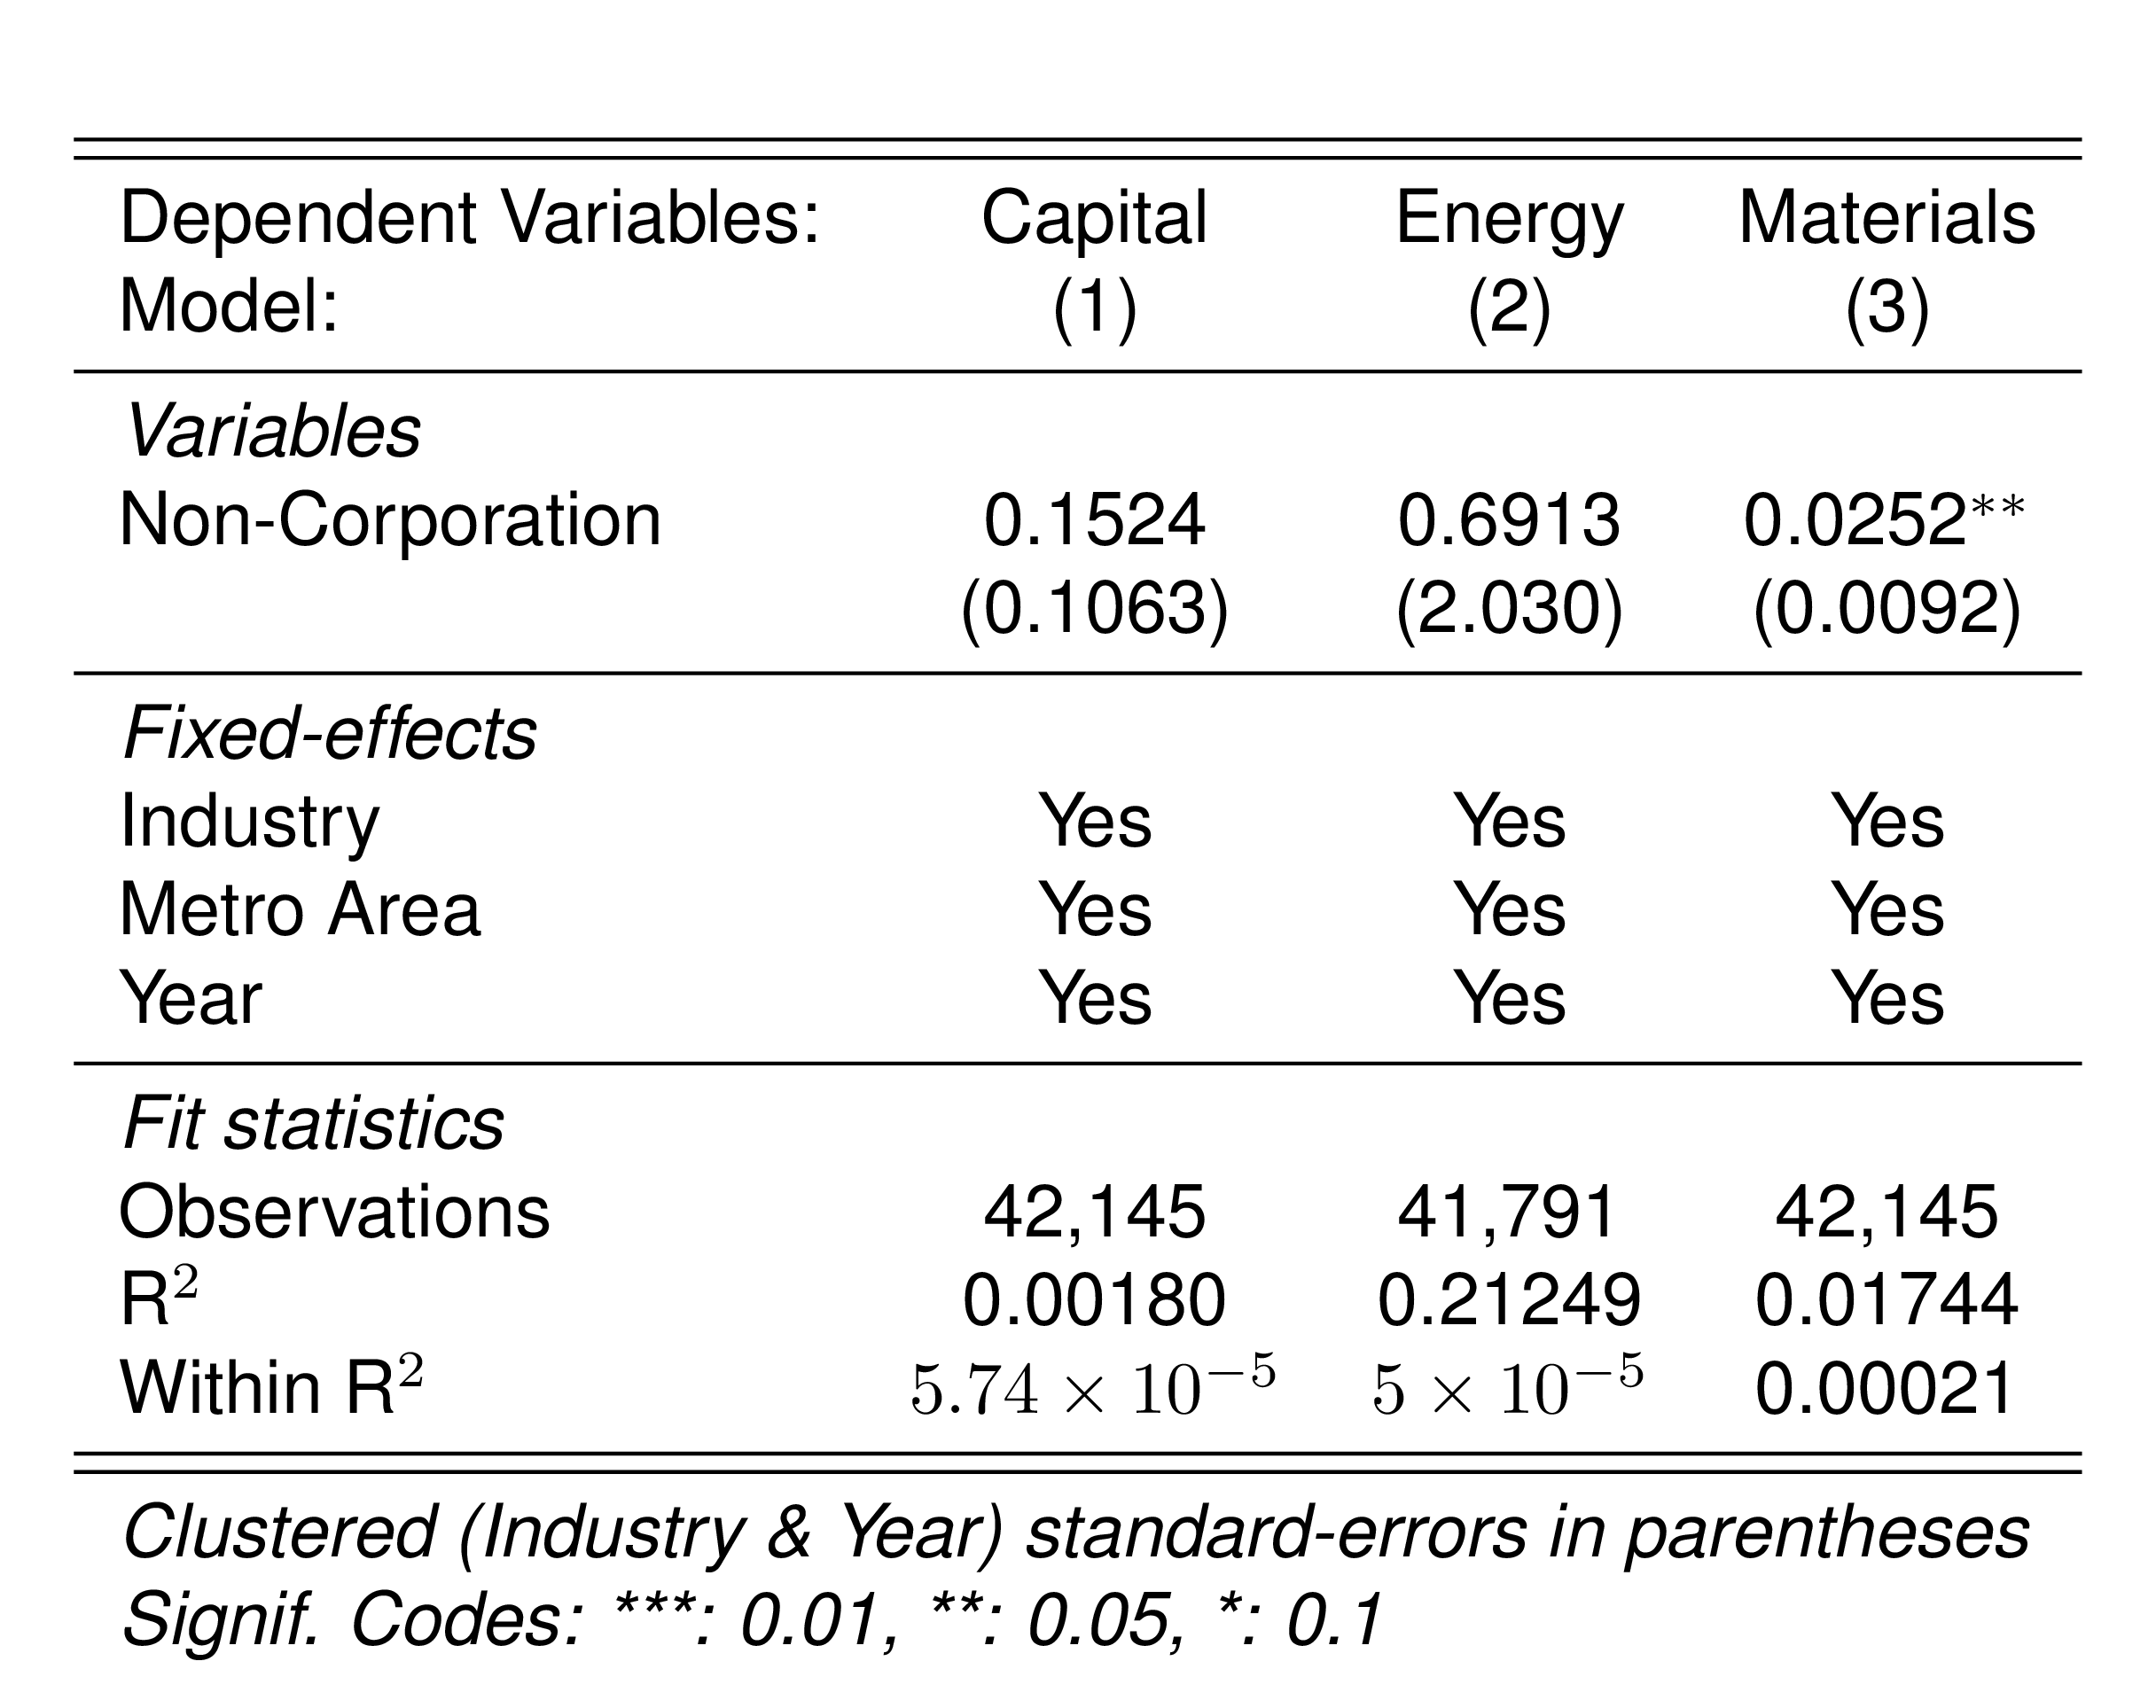 Dependent Variables: Capital Energy Materials
Model: (1) (2) (3)
Variables
Non-Corporation 0.1524 0.6913 0.0252**
(0.1063) (2.030) (0.0092)
Fixed-effects
Industry Yes Yes Yes
Metro Area Yes Yes Yes
Year Yes Yes Yes
Fit statistics
Observations 42,145 41,791 42,145
R² 0.00180 0.21249 0.01744
Within R² 5.74 × 10⁻⁵ 5 × 10⁻⁵ 0.00021
Clustered (Industry & Year) standard-errors in parentheses
Signif. Codes: ***: 0.01, **: 0.05, *: 0.1